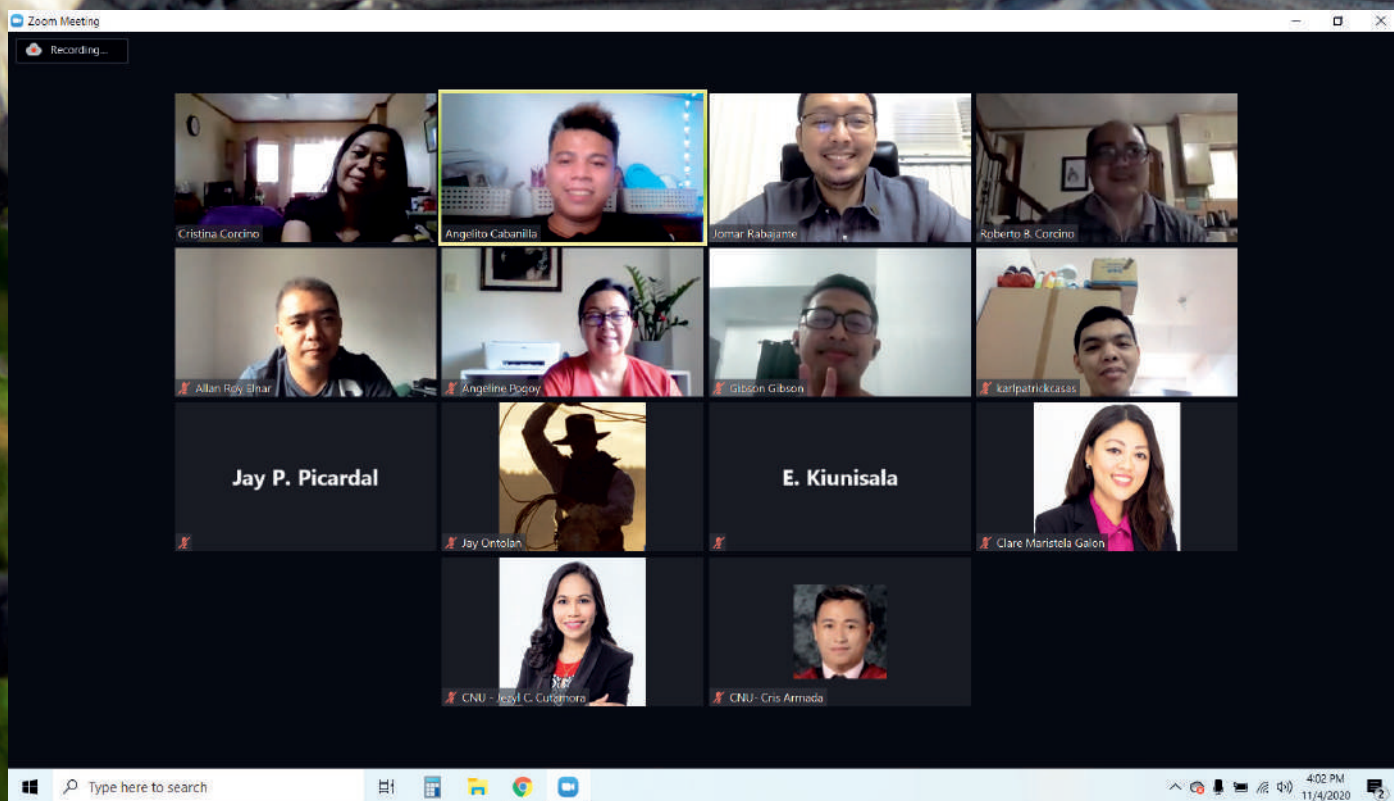 Zoom Meeting
Recording...
Cristina Corcino
Angelito Cabanilla
Jomar Rabajante
Roberto B. Corcino
Allan Roy Elnar
Angeline Pogoy
Gibson Gibson
karlpatrickcasas
Jay P. Picardal
Jay Ontolan
E. Kiunisala
Clare Maristela Galon
CNU - Jezyl C. Cutamora
CNU- Cris Armada
Type here to search
4:02 PM
11/4/2020
2